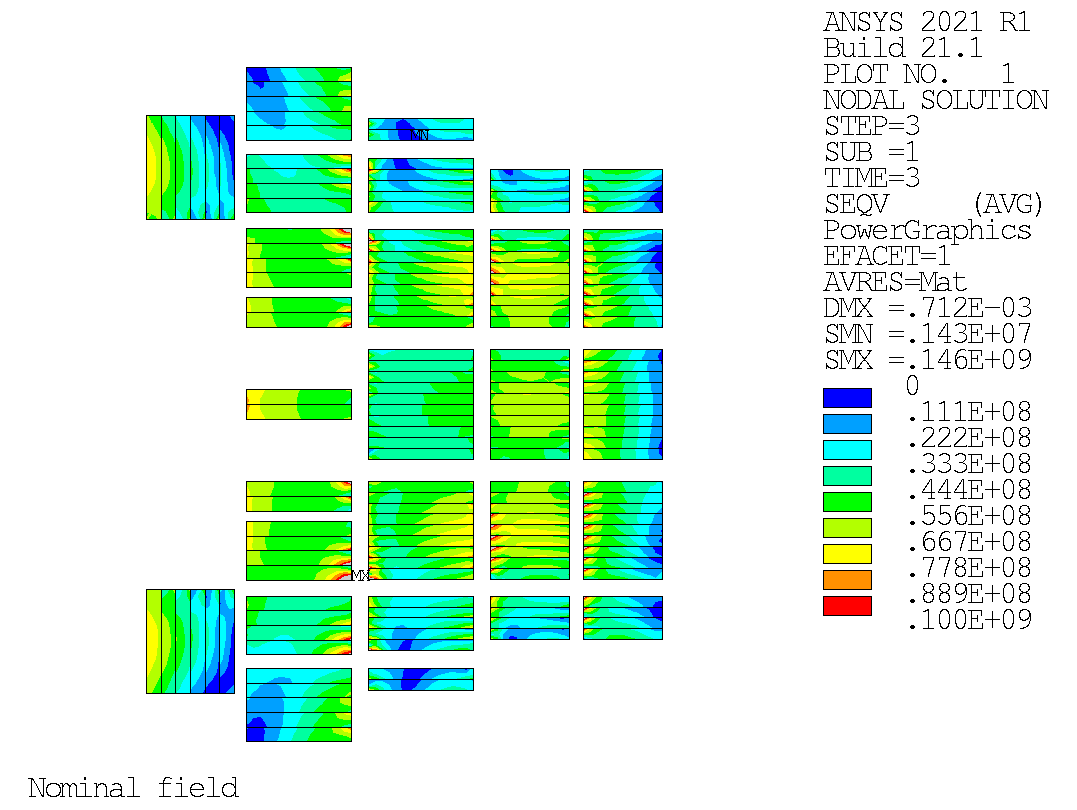 ANSYS 2021 R1
Build 21.1
PLOT NO. 1
NODAL SOLUTION
STEP=3
SUB =1
TIME=3
SEQV (AVG)
PowerGraphics
EFACET=1
AVRES=Mat
DMX =.712E-03
SMN =.143E+07
SMX =.146E+09
0
.111E+08
.222E+08
.333E+08
.444E+08
.556E+08
.667E+08
.778E+08
.889E+08
.100E+09
MN
MX
Nominal field